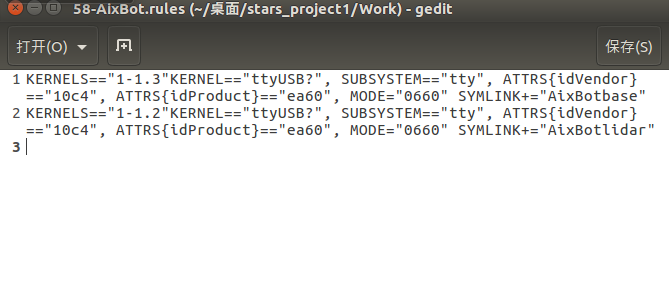 58-AixBot.rules (~/桌面/stars_project1/Work) - gedit
打开(O) 保存(S)
1 KERNELS=="1-1.3"KERNEL=="ttyUSB?", SUBSYSTEM=="tty", ATTRS{idVendor}
=="10c4", ATTRS{idProduct}=="ea60", MODE="0660" SYMLINK+="AixBotbase"
2 KERNELS=="1-1.2"KERNEL=="ttyUSB?", SUBSYSTEM=="tty", ATTRS{idVendor}
=="10c4", ATTRS{idProduct}=="ea60", MODE="0660" SYMLINK+="AixBotlidar"
3